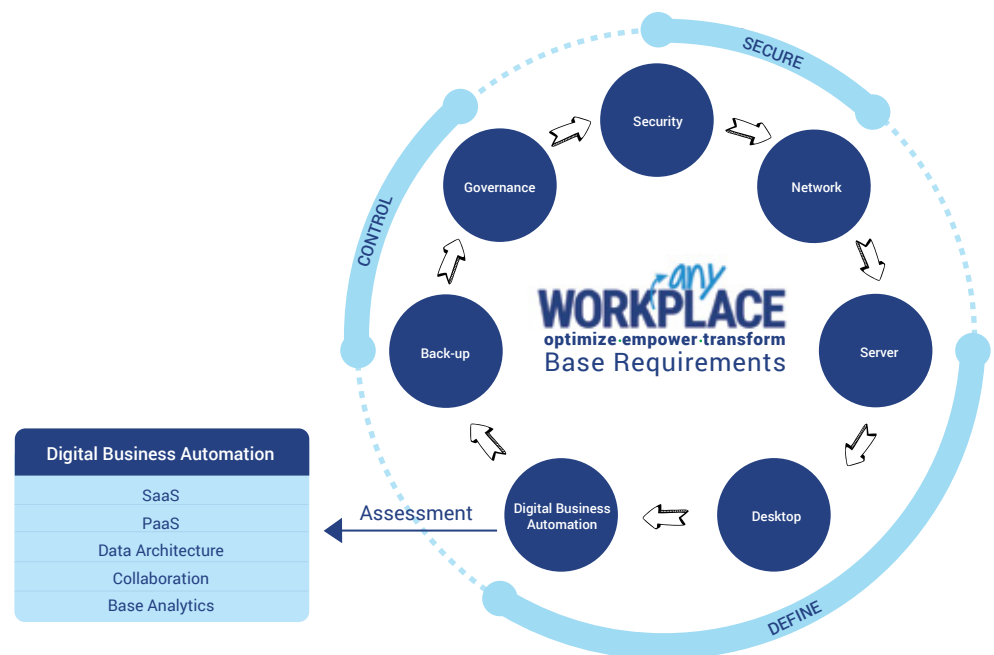 SECURE
Security
Governance
Network
CONTROL
any
WORKPLACE
optimize·empower·transform
Base Requirements
Back-up
Server
Digital Business Automation
SaaS
PaaS
Data Architecture
Collaboration
Base Analytics
Assessment
Digital Business
Automation
Desktop
DEFINE